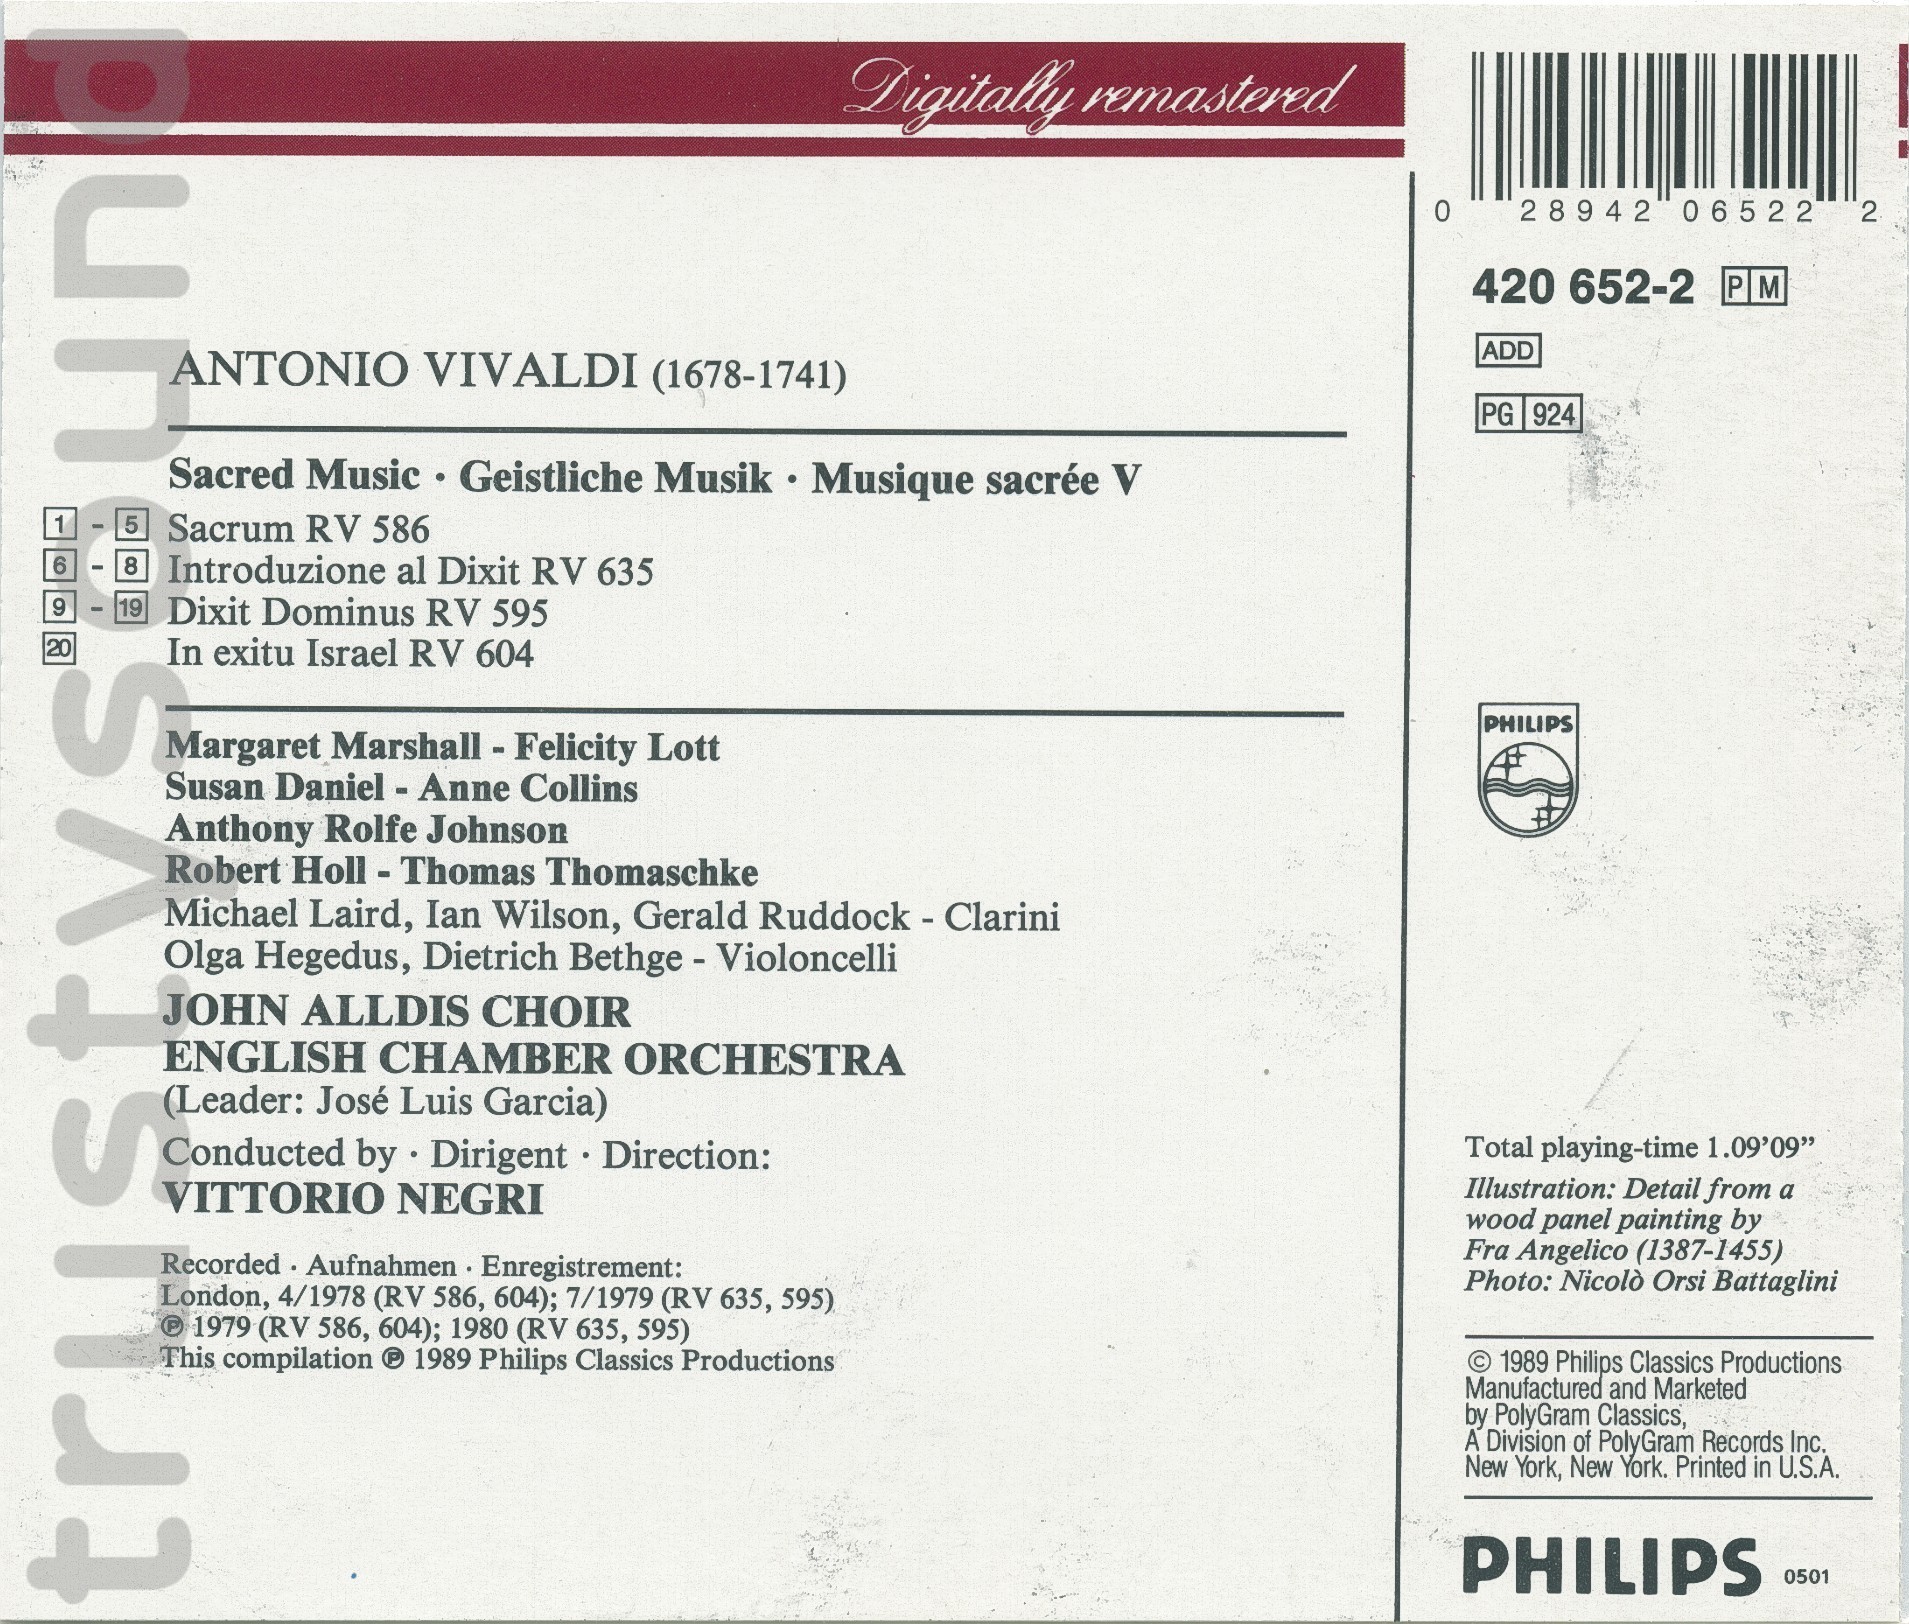 Digitally remastered
0 28942 06522 2
420 652-2 P M
ADD
PG 924
ANTONIO VIVALDI (1678-1741)
Sacred Music · Geistliche Musik · Musique sacrée V
1 - 5 Sacrum RV 586
6 - 8 Introduzione al Dixit RV 635
9 - 19 Dixit Dominus RV 595
20 In exitu Israel RV 604
Margaret Marshall - Felicity Lott
Susan Daniel - Anne Collins
Anthony Rolfe Johnson
Robert Holl - Thomas Thomaschke
Michael Laird, Ian Wilson, Gerald Ruddock - Clarini
Olga Hegedus, Dietrich Bethge - Violoncelli
JOHN ALLDIS CHOIR
ENGLISH CHAMBER ORCHESTRA
(Leader: José Luis Garcia)
Conducted by · Dirigent · Direction:
VITTORIO NEGRI
Recorded · Aufnahmen · Enregistrement:
London, 4/1978 (RV 586, 604); 7/1979 (RV 635, 595)
℗ 1979 (RV 586, 604); 1980 (RV 635, 595)
This compilation ℗ 1989 Philips Classics Productions
PHILIPS
Total playing-time 1.09'09"
Illustration: Detail from a
wood panel painting by
Fra Angelico (1387-1455)
Photo: Nicolò Orsi Battaglini
© 1989 Philips Classics Productions
Manufactured and Marketed
by PolyGram Classics,
A Division of PolyGram Records Inc.
New York, New York. Printed in U.S.A.
PHILIPS 0501
trustysound